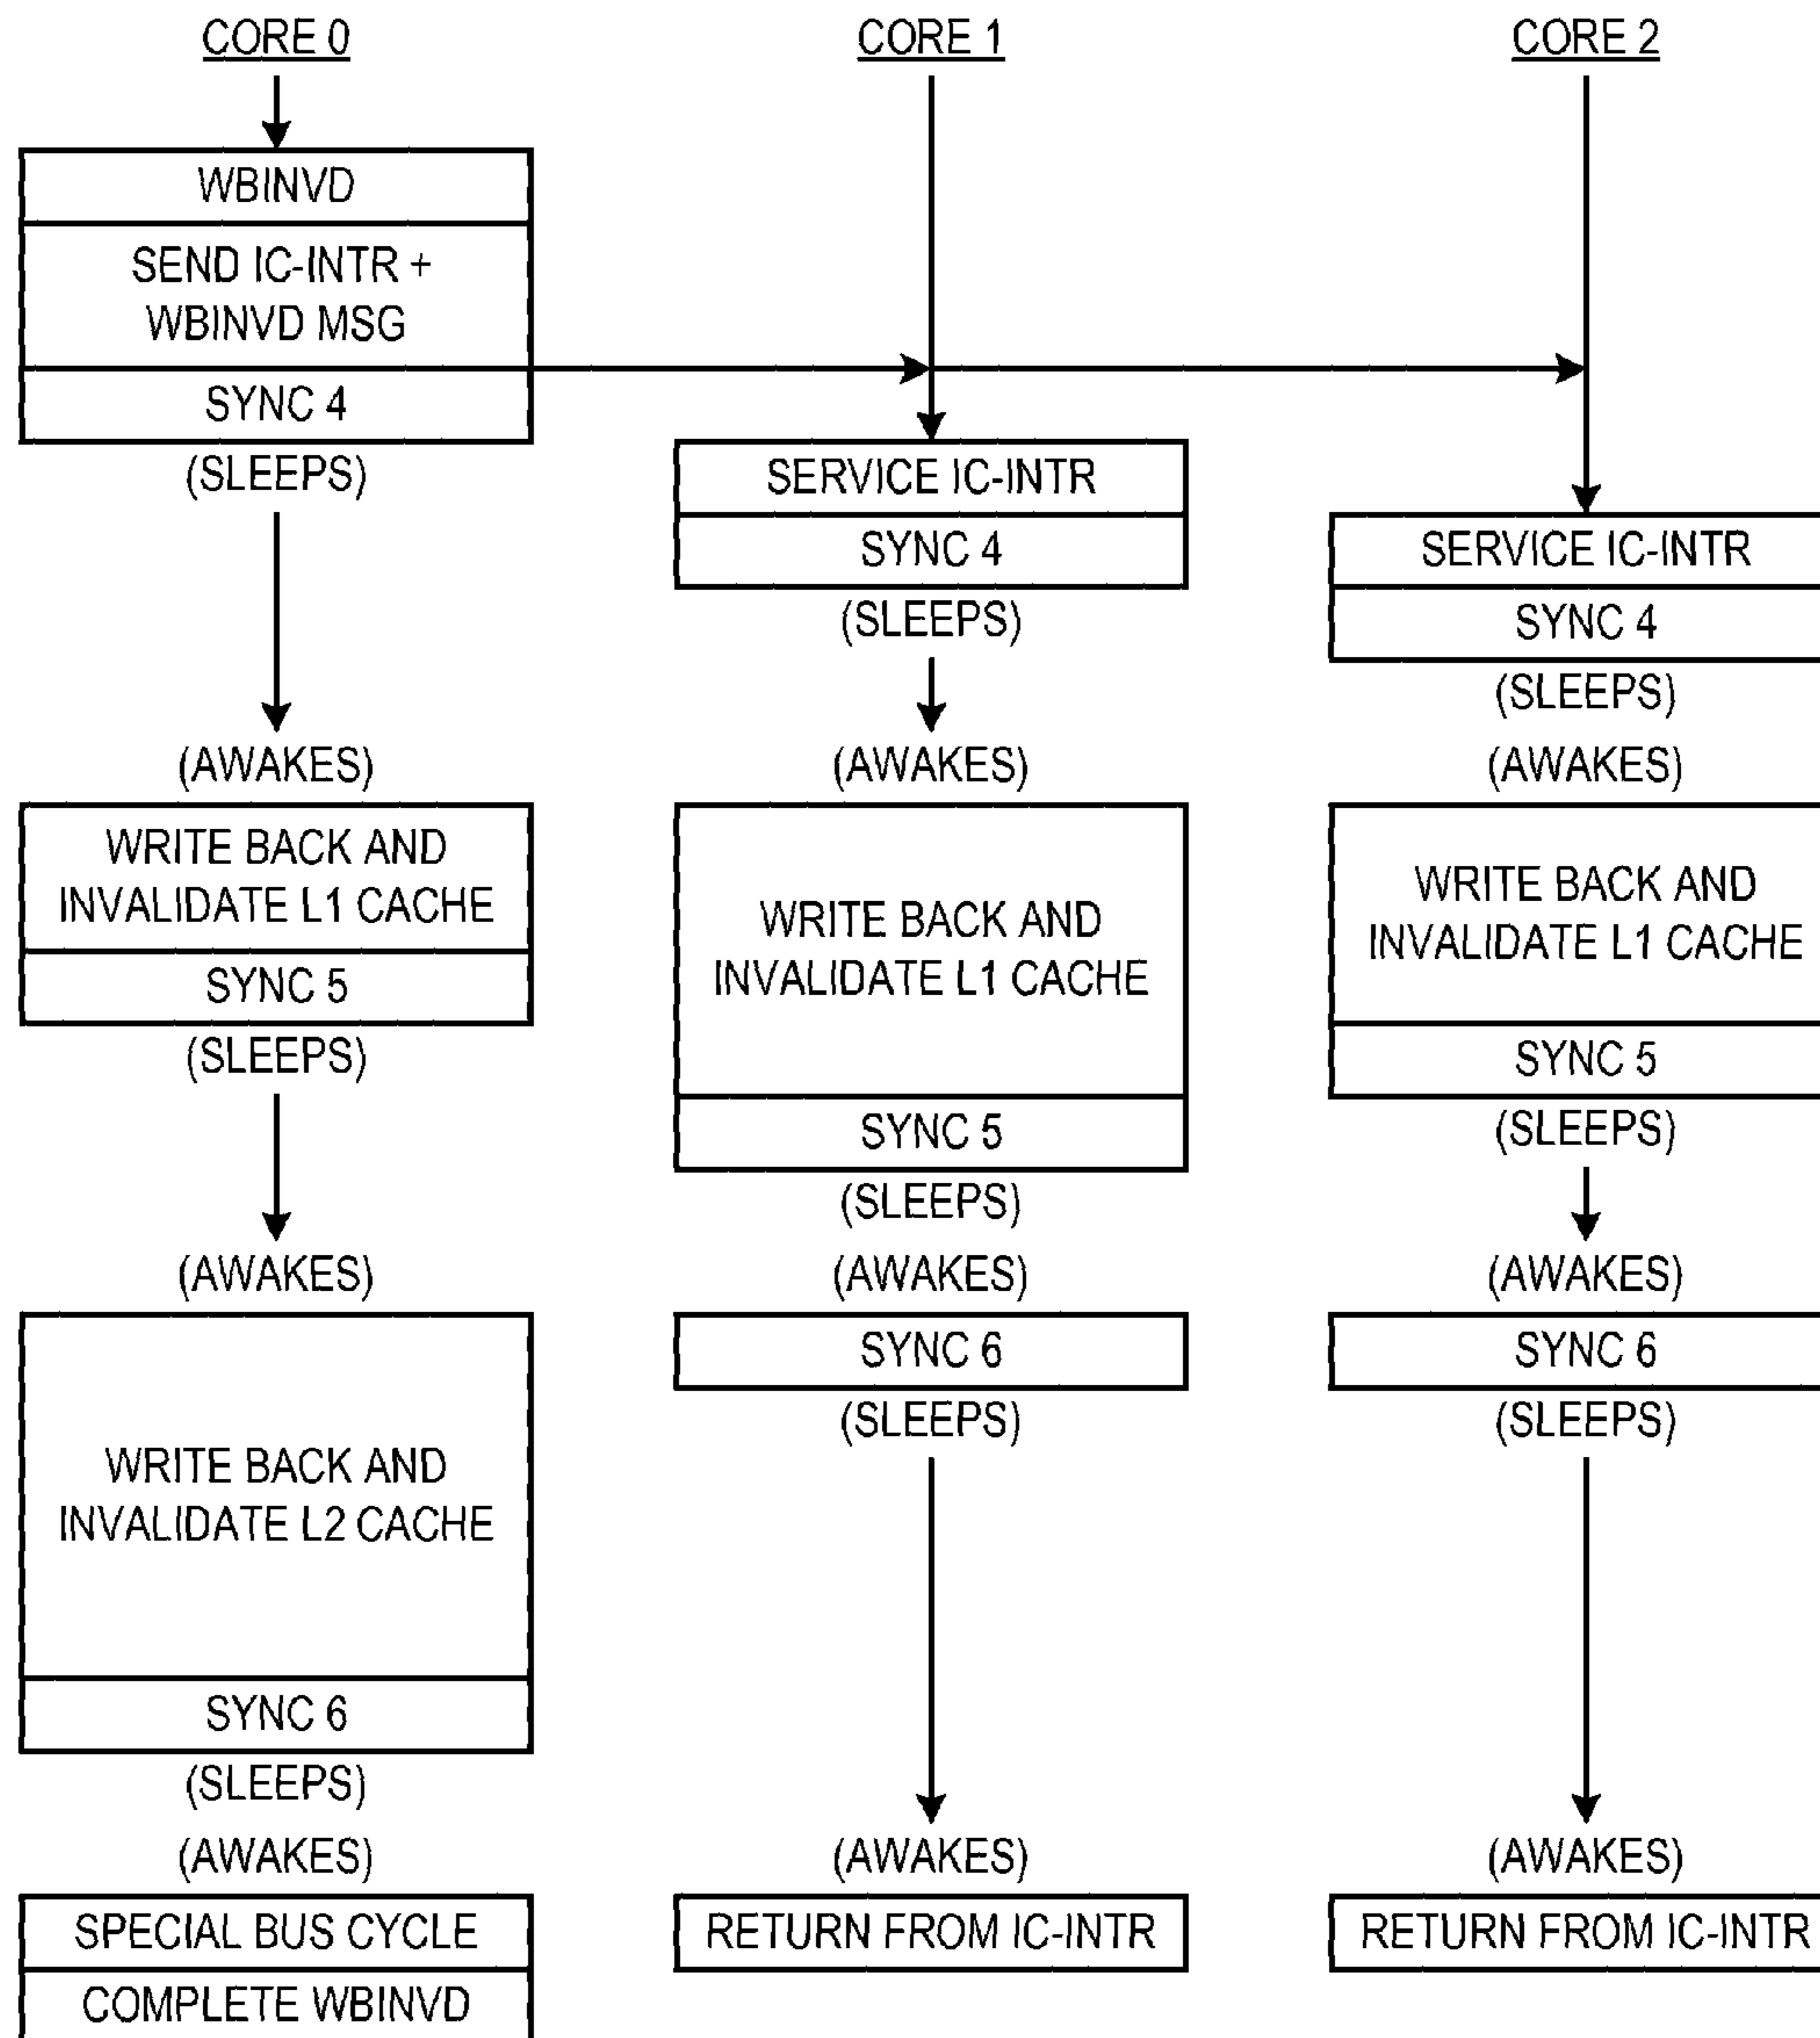 CORE 0
CORE 1
CORE 2
WBINVD
SEND IC-INTR +
WBINVD MSG
SYNC 4
(SLEEPS)
SERVICE IC-INTR
SYNC 4
(SLEEPS)
SERVICE IC-INTR
SYNC 4
(SLEEPS)
(AWAKES)
(AWAKES)
(AWAKES)
WRITE BACK AND
INVALIDATE L1 CACHE
SYNC 5
(SLEEPS)
WRITE BACK AND
INVALIDATE L1 CACHE
SYNC 5
(SLEEPS)
WRITE BACK AND
INVALIDATE L1 CACHE
SYNC 5
(SLEEPS)
(AWAKES)
(AWAKES)
(AWAKES)
WRITE BACK AND
INVALIDATE L2 CACHE
SYNC 6
(SLEEPS)
SYNC 6
(SLEEPS)
SYNC 6
(SLEEPS)
(AWAKES)
(AWAKES)
(AWAKES)
SPECIAL BUS CYCLE
COMPLETE WBINVD
RETURN FROM IC-INTR
RETURN FROM IC-INTR